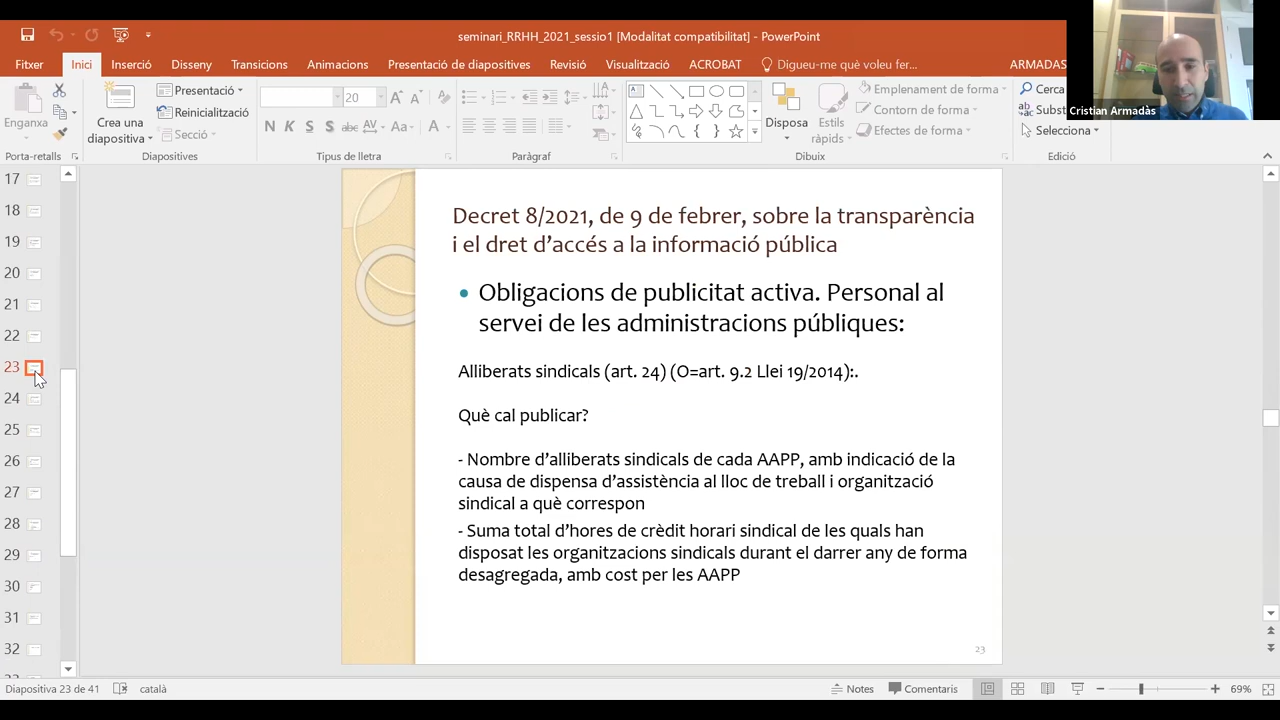 seminari_RRHH_2021_sessio1 [Modalitat compatibilitat] - PowerPoint
Fitxer Inici Inserció Disseny Transicions Animacions Presentació de diapositives Revisió Visualització ACROBAT Digueu-me què voleu fer... ARMADAS
Enganxa
Porta-retalls
Crea una diapositiva
Presentació
Reinicialització
Secció
Diapositives
20
N K S S abc AV Aa A
Tipus de lletra
Paràgraf
Disposa
Estils ràpids
Emplenament de forma
Contorn de forma
Efectes de forma
Dibuix
Cerca
Subst
Selecciona
Edició
Cristian Armadàs
17
18
19
20
21
22
23
24
25
26
27
28
29
30
31
32
Decret 8/2021, de 9 de febrer, sobre la transparència
i el dret d'accés a la informació pública
• Obligacions de publicitat activa. Personal al
servei de les administracions públiques:
Alliberats sindicals (art. 24) (O=art. 9.2 Llei 19/2014):.
Què cal publicar?
- Nombre d'alliberats sindicals de cada AAPP, amb indicació de la
causa de dispensa d'assistència al lloc de treball i organització
sindical a què correspon
- Suma total d'hores de crèdit horari sindical de les quals han
disposat les organitzacions sindicals durant el darrer any de forma
desagregada, amb cost per les AAPP
23
Diapositiva 23 de 41 català Notes Comentaris 69%